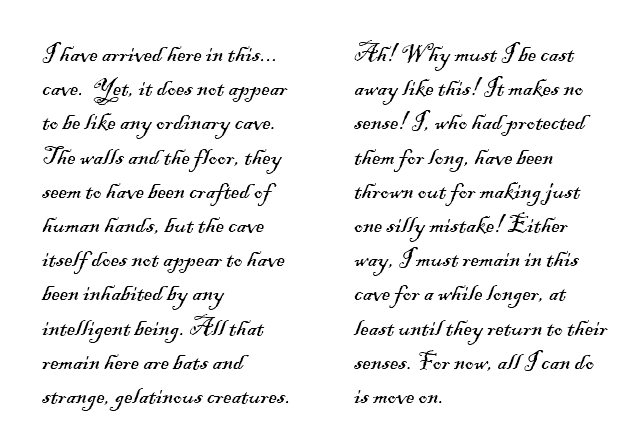 I have arrived here in this...
cave. Yet, it does not appear
to be like any ordinary cave.
The walls and the floor, they
seem to have been crafted of
human hands, but the cave
itself does not appear to have
been inhabited by any
intelligent being. All that
remain here are bats and
strange, gelatinous creatures.
Ah! Why must I be cast
away like this! It makes no
sense! I, who had protected
them for long, have been
thrown out for making just
one silly mistake! Either
way, I must remain in this
cave for a while longer, at
least until they return to their
senses. For now, all I can do
is move on.